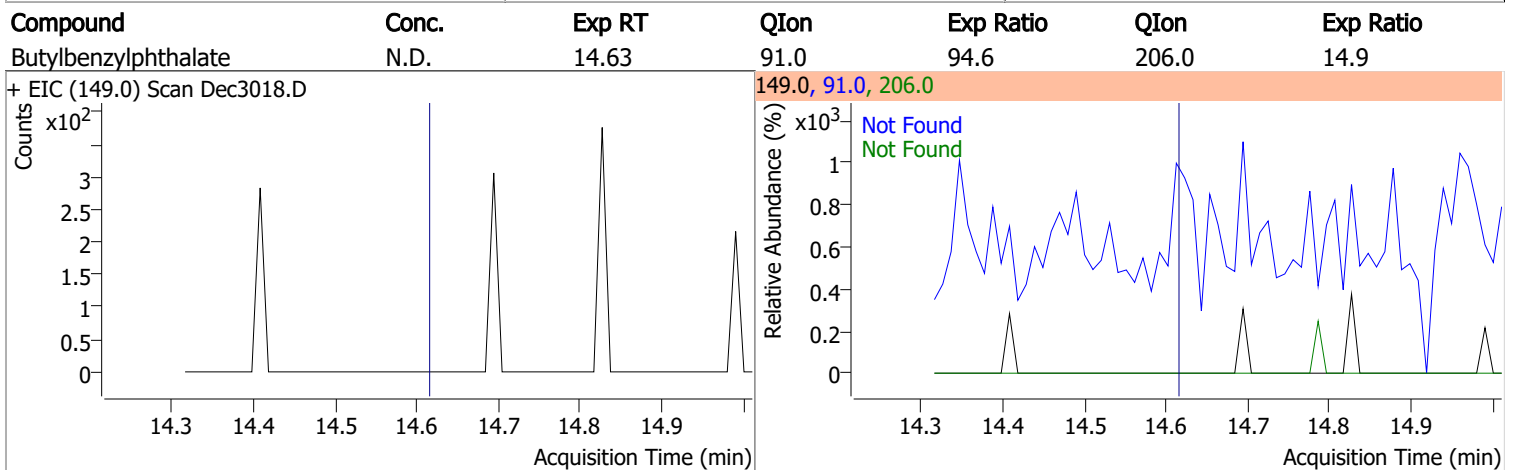 Compound Conc. Exp RT QIon Exp Ratio QIon Exp Ratio
Butylbenzylphthalate N.D. 14.63 91.0 94.6 206.0 14.9
+ EIC (149.0) Scan Dec3018.D
Counts
x10²
3
2.5
2
1.5
1
0.5
0
14.3 14.4 14.5 14.6 14.7 14.8 14.9
Acquisition Time (min)
149.0, 91.0, 206.0
Relative Abundance (%)
x10³
Not Found
Not Found
1
0.8
0.6
0.4
0.2
0
14.3 14.4 14.5 14.6 14.7 14.8 14.9
Acquisition Time (min)